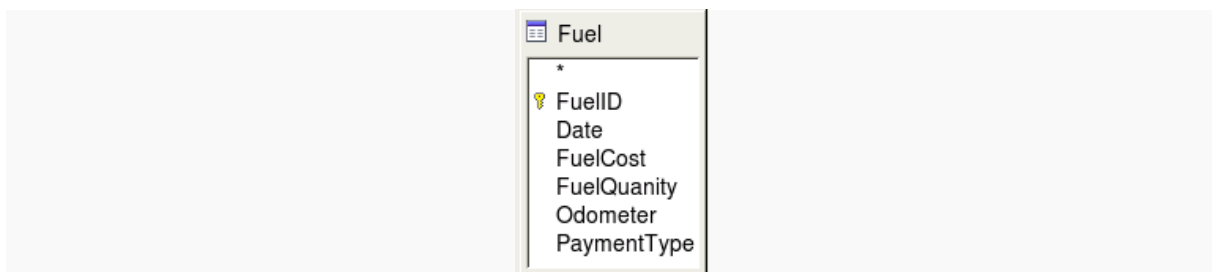 Fuel
*
FuelID
Date
FuelCost
FuelQuanity
Odometer
PaymentType